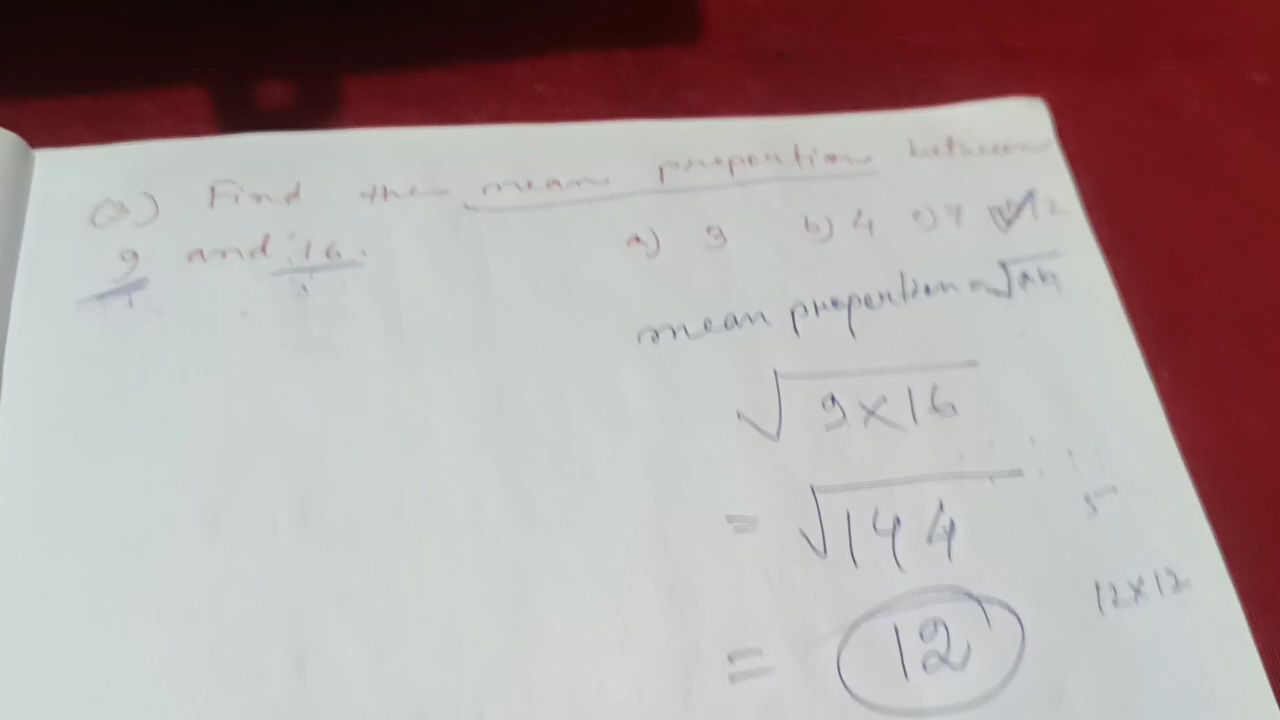 (3) Find the mean proportion between
9 and 16.
a) 3 b) 4 c) 7 12
mean proportion = √ab
√9×16
= √144
12×12
= 12